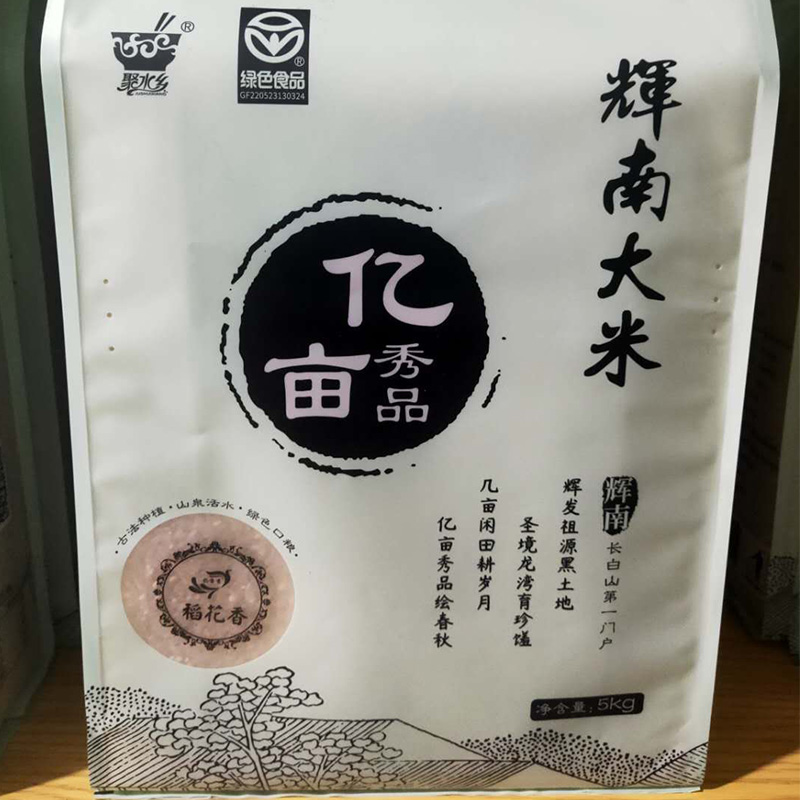 聚水乡
®
®
绿色食品
GF220523130324
輝南大米
亿亩
秀品
辉南
长白山第一门户
辉发祖源黑土地
圣境龙湾育珍馐
几亩闲田耕岁月
亿亩秀品绘春秋
古法种植·山泉活水·绿色口粮·
稻花香
净含量：5kg